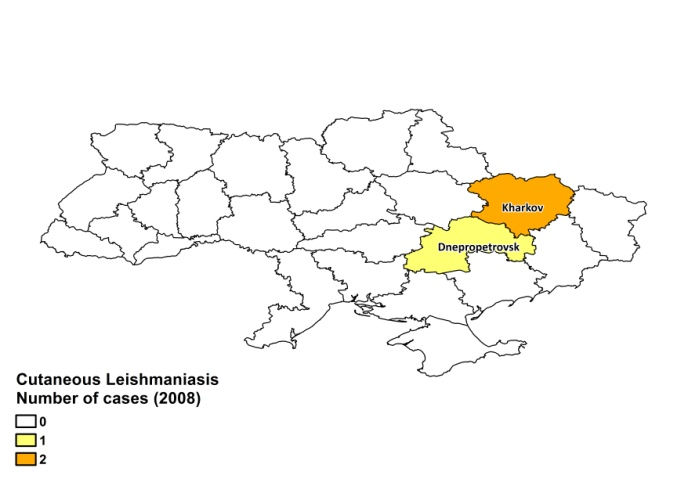 Kharkov
Dnepropetrovsk
Cutaneous Leishmaniasis
Number of cases (2008)
0
1
2